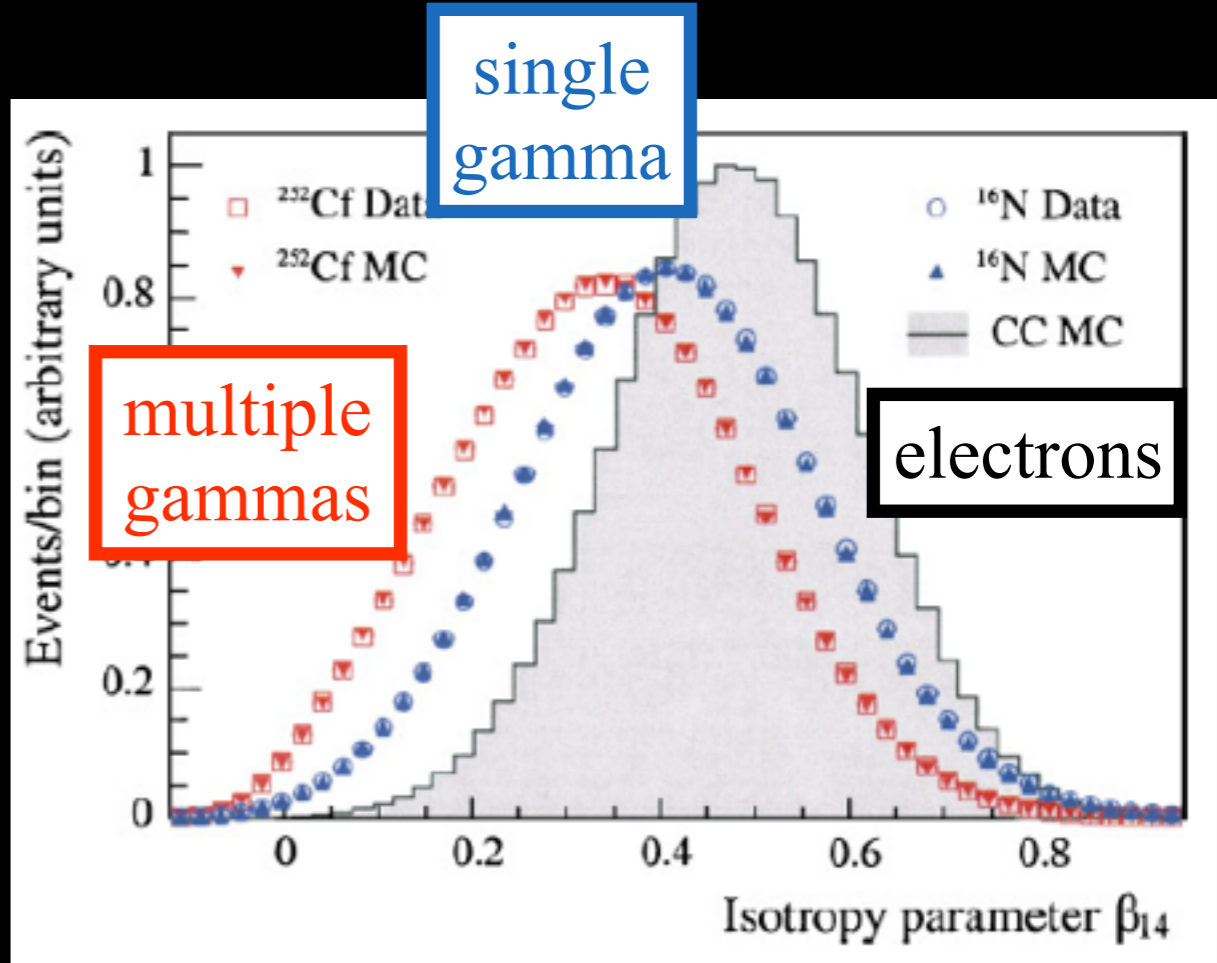 single
gamma
1
²⁵²Cf Data
²⁵²Cf MC
¹⁶N Data
¹⁶N MC
CC MC
0.8
Events/bin (arbitrary units)
multiple
gammas
electrons
0.2
0
0 0.2 0.4 0.6 0.8
Isotropy parameter β₁₄